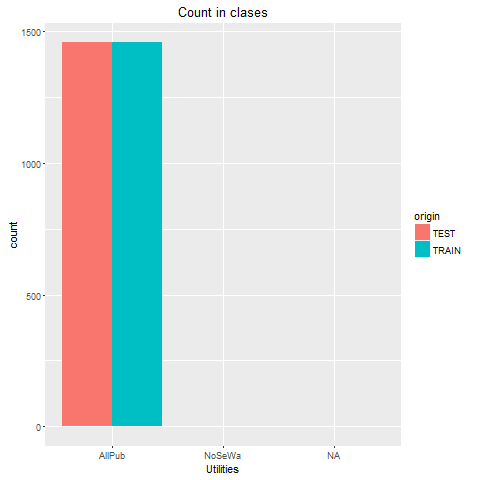 Count in clases
1500
1000
500
0
count
AllPub
NoSeWa
NA
Utilities
origin
TEST
TRAIN